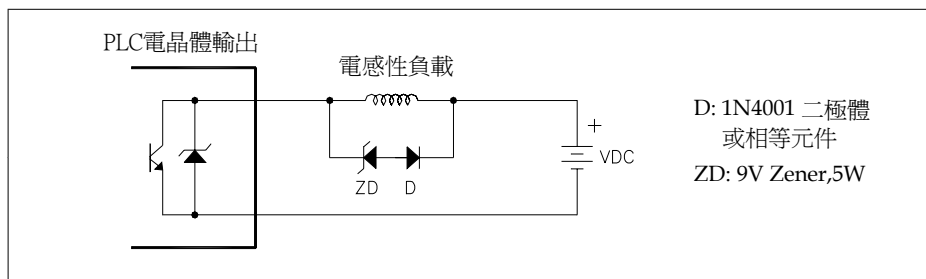 PLC電晶體輸出
電感性負載
ZD
D
+
VDC
D: 1N4001 二極體
或相等元件
ZD: 9V Zener,5W